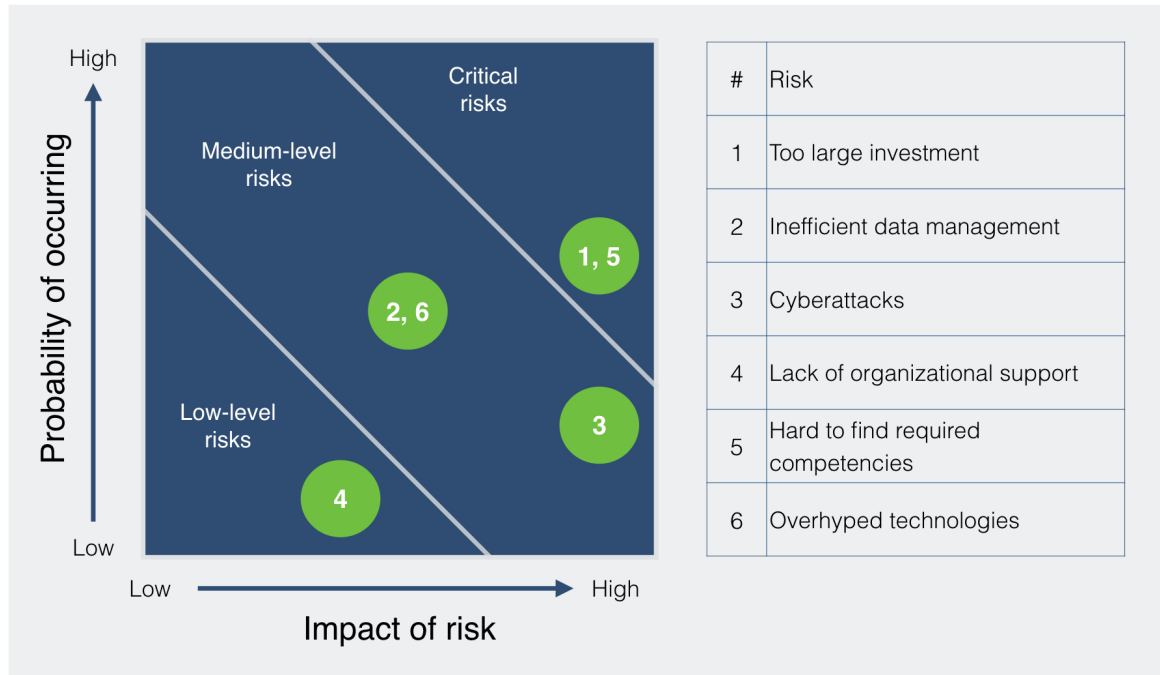 High
Probability of occurring
Low
Critical
risks
Medium-level
risks
1, 5
2, 6
Low-level
risks
3
4
Low
High
Impact of risk
# Risk
1 Too large investment
2 Inefficient data management
3 Cyberattacks
4 Lack of organizational support
5 Hard to find required
competencies
6 Overhyped technologies